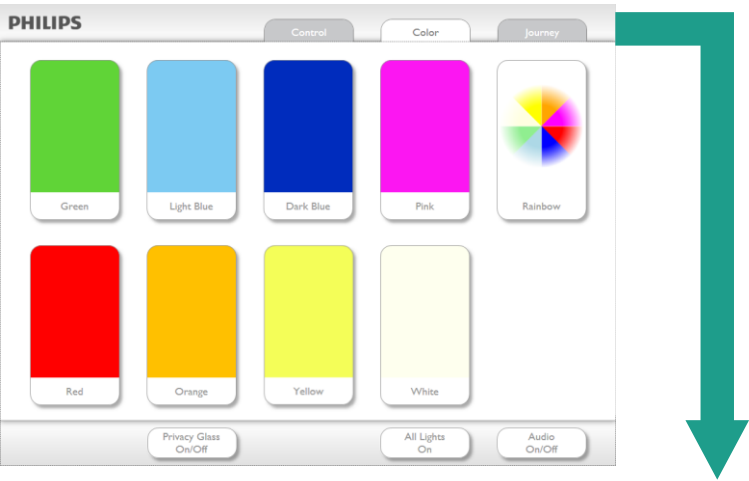 PHILIPS
Control
Color
Journey
Green
Light Blue
Dark Blue
Pink
Rainbow
Red
Orange
Yellow
White
Privacy Glass
On/Off
All Lights
On
Audio
On/Off